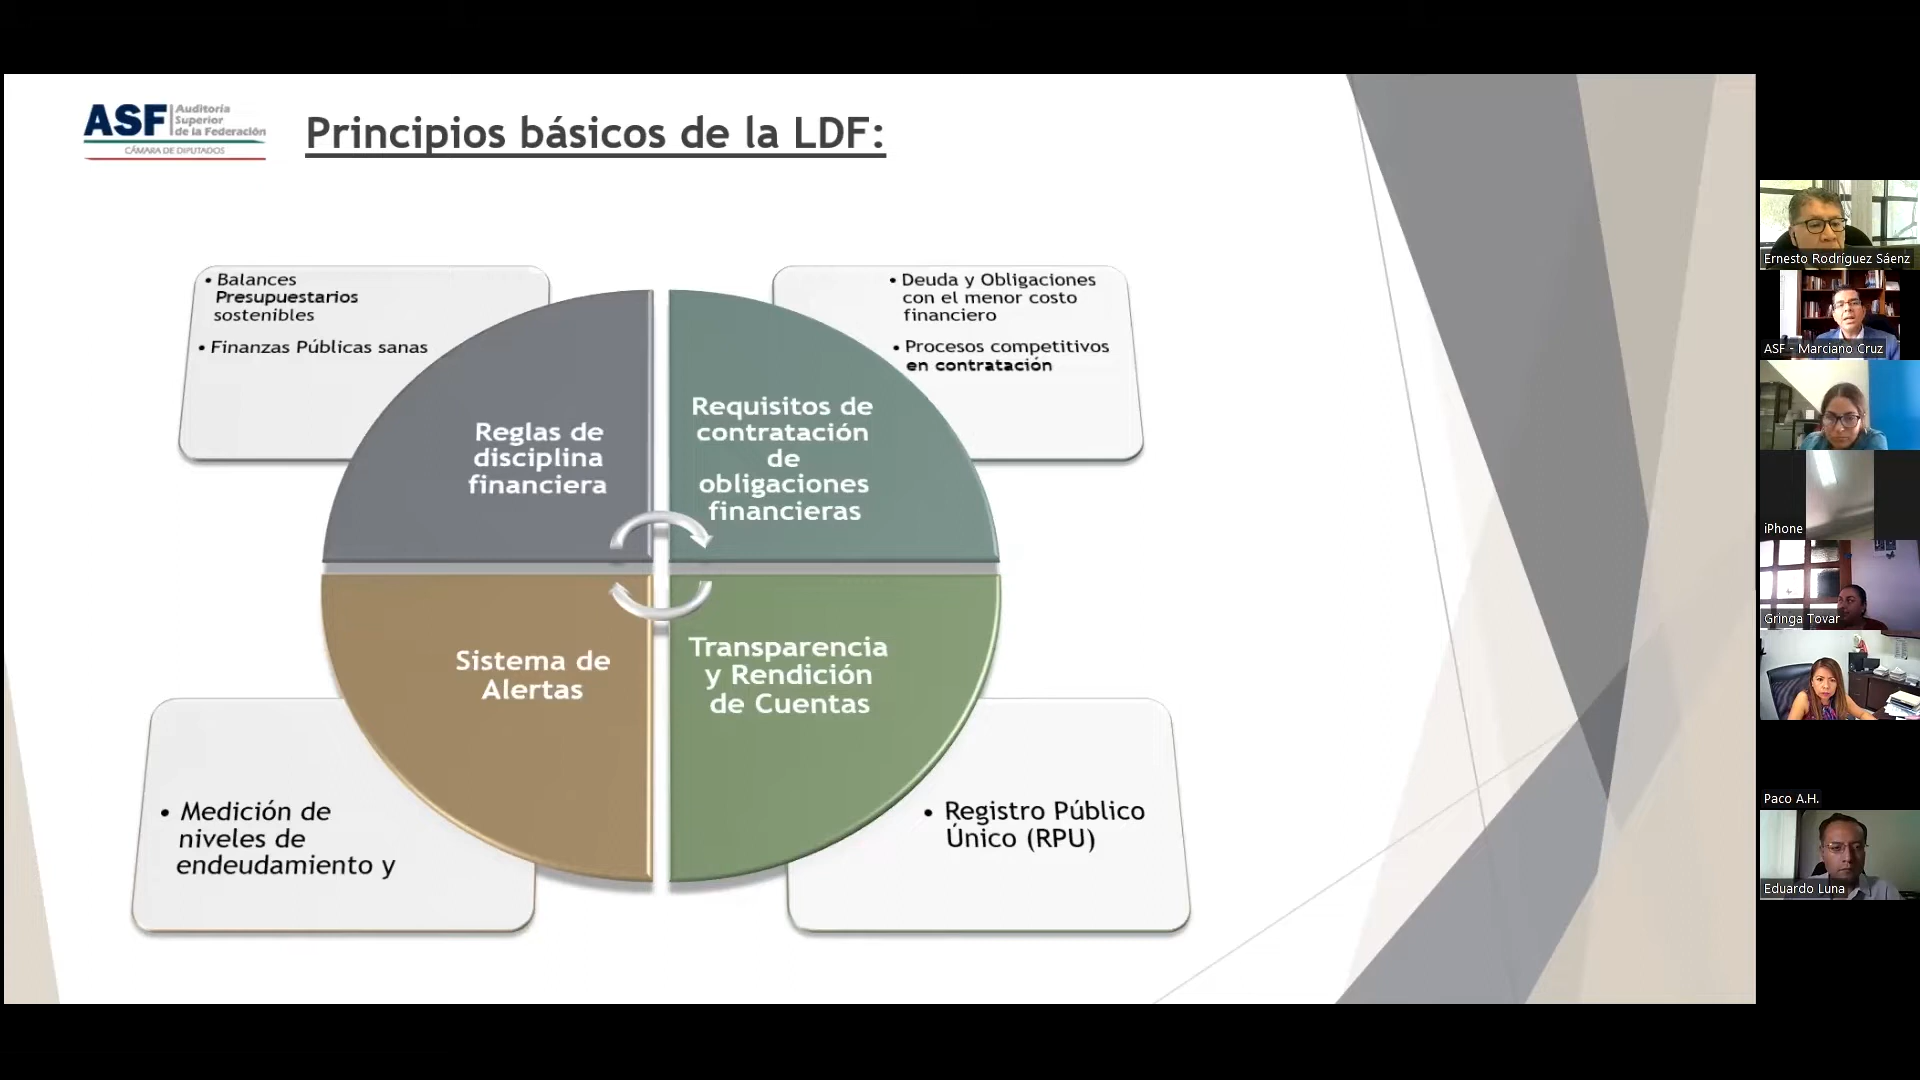 ASF
Auditoría
Superior
de la Federación
CÁMARA DE DIPUTADOS
Principios básicos de la LDF:
• Balances
Presupuestarios
sostenibles
• Finanzas Públicas sanas
• Deuda y Obligaciones
con el menor costo
financiero
• Procesos competitivos
en contratación
Reglas de
disciplina
financiera
Requisitos de
contratación
de
obligaciones
financieras
Sistema de
Alertas
Transparencia
y Rendición
de Cuentas
• Medición de
niveles de
endeudamiento y
• Registro Público
Único (RPU)
Ernesto Rodríguez Sáenz
ASF - Marciano Cruz
iPhone
Gringa Tovar
Paco A.H.
Eduardo Luna